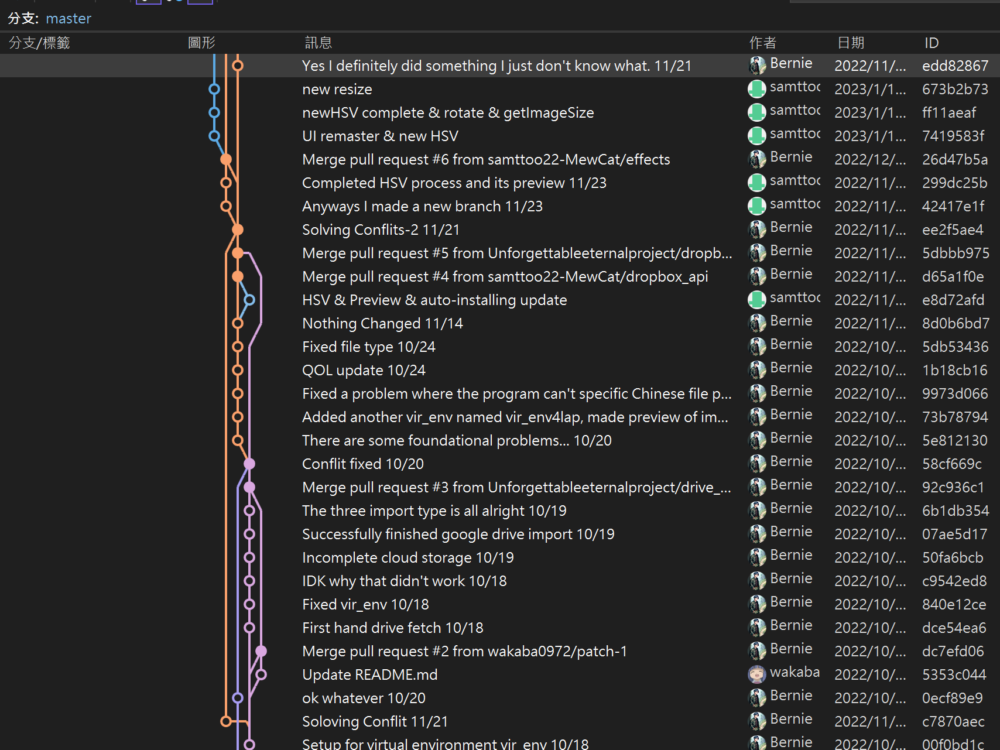 分支: master
分支/標籤 圖形 訊息 作者 日期 ID
Yes I definitely did something I just don't know what. 11/21 Bernie 2022/11/... edd82867
new resize samttoo 2023/1/1... 673b2b73
newHSV complete & rotate & getImageSize samttoo 2023/1/1... ff11aeaf
UI remaster & new HSV samttoo 2023/1/1... 7419583f
Merge pull request #6 from samttoo22-MewCat/effects Bernie 2022/12/... 26d47b5a
Completed HSV process and its preview 11/23 samttoo 2022/11/... 299dc25b
Anyways I made a new branch 11/23 samttoo 2022/11/... 42417e1f
Solving Conflits-2 11/21 Bernie 2022/11/... ee2f5ae4
Merge pull request #5 from Unforgettableeternalproject/dropb... Bernie 2022/11/... 5dbbb975
Merge pull request #4 from samttoo22-MewCat/dropbox_api Bernie 2022/11/... d65a1f0e
HSV & Preview & auto-installing update samttoo 2022/11/... e8d72afd
Nothing Changed 11/14 Bernie 2022/11/... 8d0b6bd7
Fixed file type 10/24 Bernie 2022/10/... 5db53436
QOL update 10/24 Bernie 2022/10/... 1b18cb16
Fixed a problem where the program can't specific Chinese file p... Bernie 2022/10/... 9973d066
Added another vir_env named vir_env4lap, made preview of im... Bernie 2022/10/... 73b78794
There are some foundational problems... 10/20 Bernie 2022/10/... 5e812130
Conflit fixed 10/20 Bernie 2022/10/... 58cf669c
Merge pull request #3 from Unforgettableeternalproject/drive_... Bernie 2022/10/... 92c936c1
The three import type is all alright 10/19 Bernie 2022/10/... 6b1db354
Successfully finished google drive import 10/19 Bernie 2022/10/... 07ae5d17
Incomplete cloud storage 10/19 Bernie 2022/10/... 50fa6bcb
IDK why that didn't work 10/18 Bernie 2022/10/... c9542ed8
Fixed vir_env 10/18 Bernie 2022/10/... 840e12ce
First hand drive fetch 10/18 Bernie 2022/10/... dce54ea6
Merge pull request #2 from wakaba0972/patch-1 Bernie 2022/10/... dc7efd06
Update README.md wakaba 2022/10/... 5353c044
ok whatever 10/20 Bernie 2022/10/... 0ecf89e9
Soloving Conflit 11/21 Bernie 2022/11/... c7870aec
Setup for virtual environment vir_env 10/18 Bernie 2022/10/... 00f0bd1c